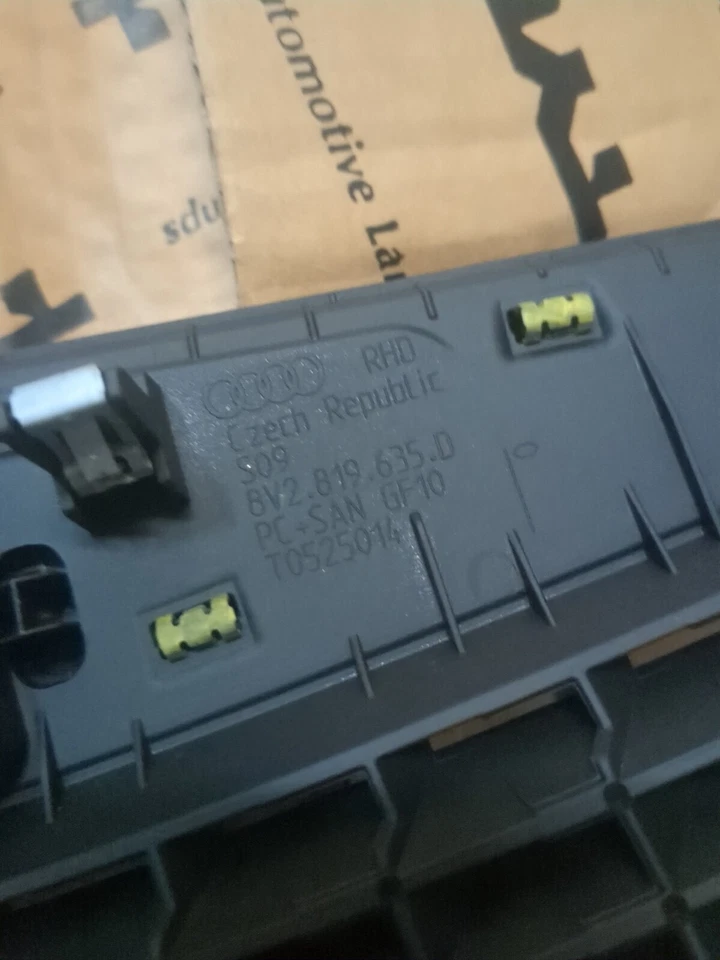 utomotive La
sdu
RHD
Czech Republic
S09
8V2.819.635.D
PC+SAN GF10
T0525014